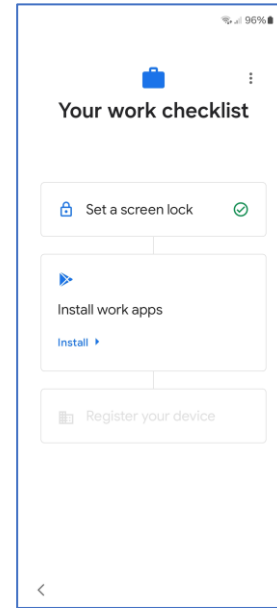 96%
Your work checklist
Set a screen lock
Install work apps
Install
Register your device